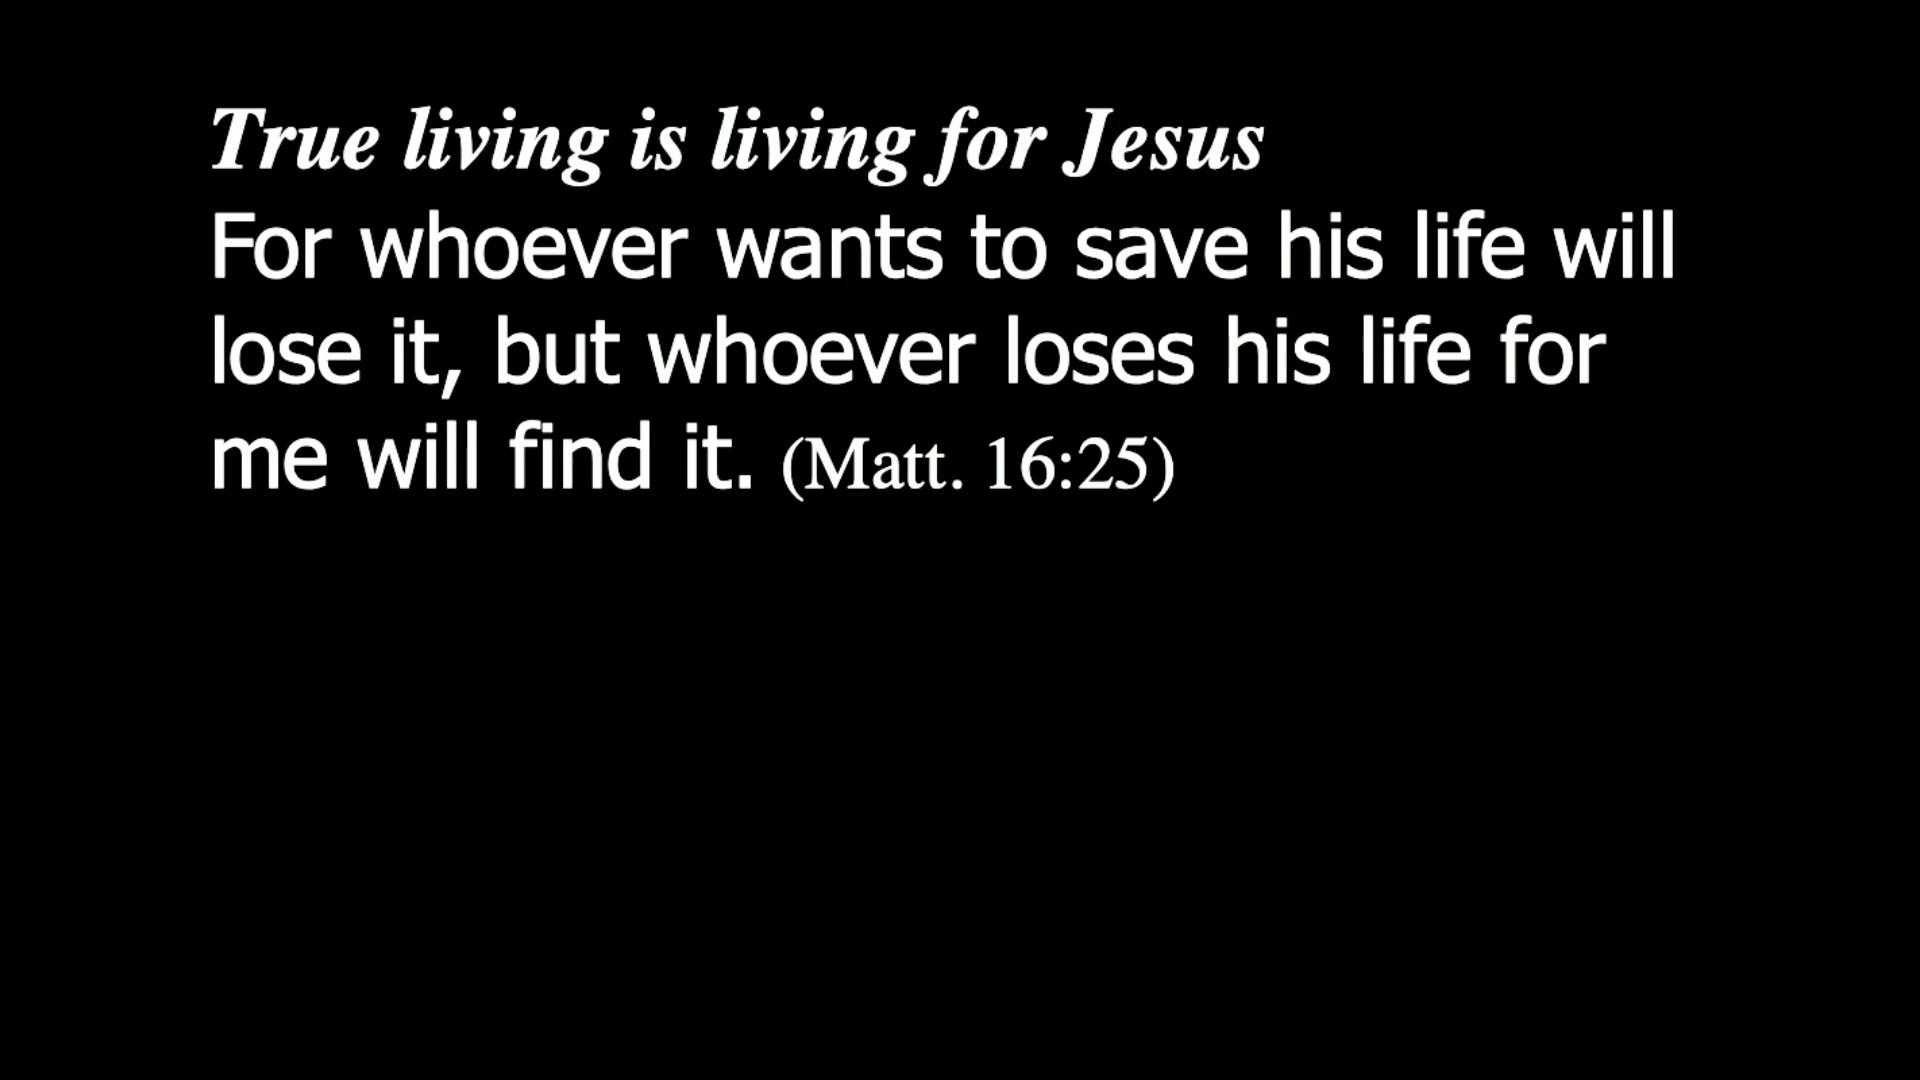 True living is living for Jesus
For whoever wants to save his life will
lose it, but whoever loses his life for
me will find it. (Matt. 16:25)